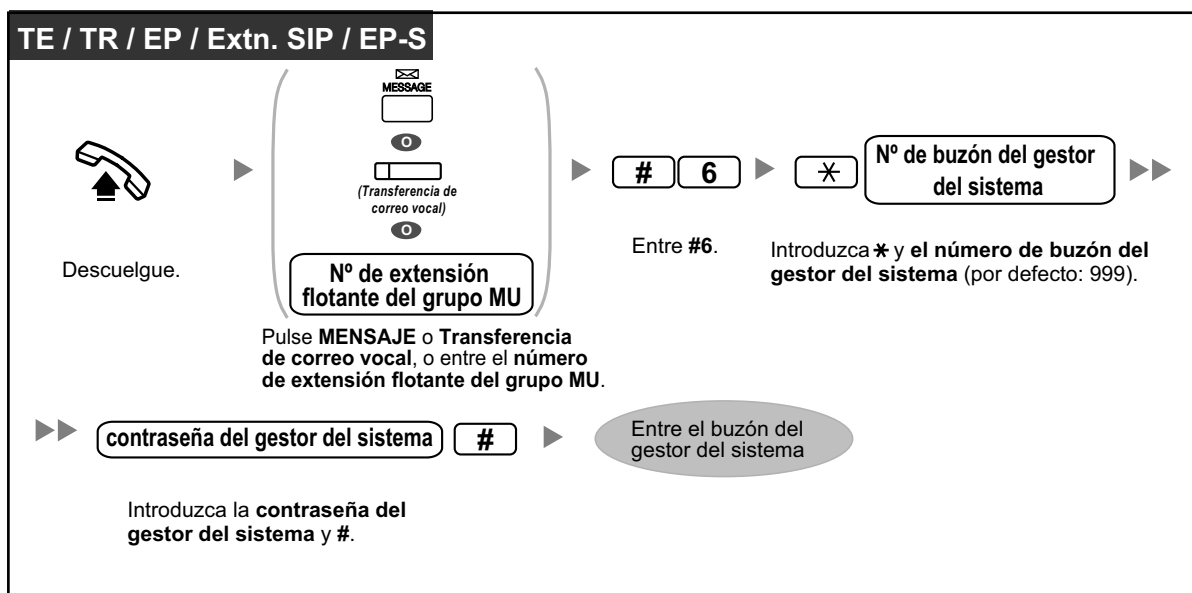 TE / TR / EP / Extn. SIP / EP-S
MESSAGE
O
(Transferencia de
correo vocal)
O
Nº de extensión
flotante del grupo MU
# 6
Nº de buzón del gestor
del sistema
Descuelgue.
Pulse MENSAJE o Transferencia
de correo vocal, o entre el número
de extensión flotante del grupo MU.
Entre #6.
Introduzca * y el número de buzón del
gestor del sistema (por defecto: 999).
contraseña del gestor del sistema #
Entre el buzón del
gestor del sistema
Introduzca la contraseña del
gestor del sistema y #.